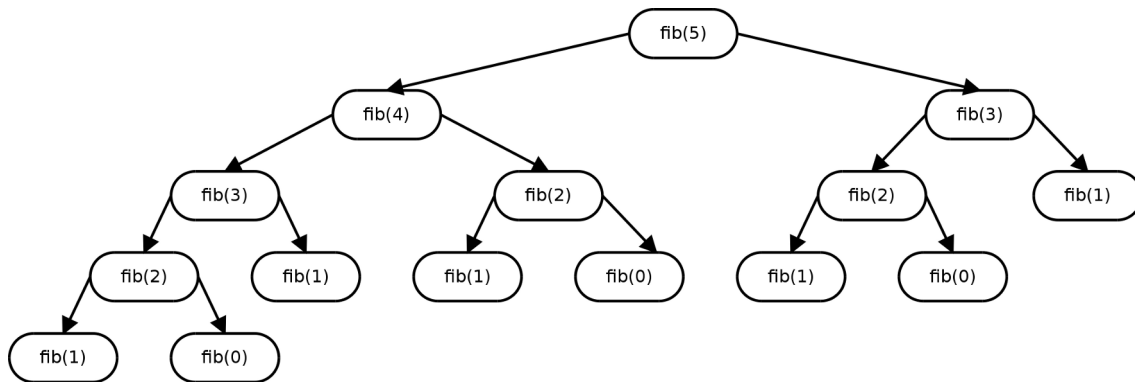 fib(5)
fib(4) fib(3)
fib(3) fib(2) fib(2) fib(1)
fib(2) fib(1) fib(1) fib(0) fib(1) fib(0)
fib(1) fib(0)